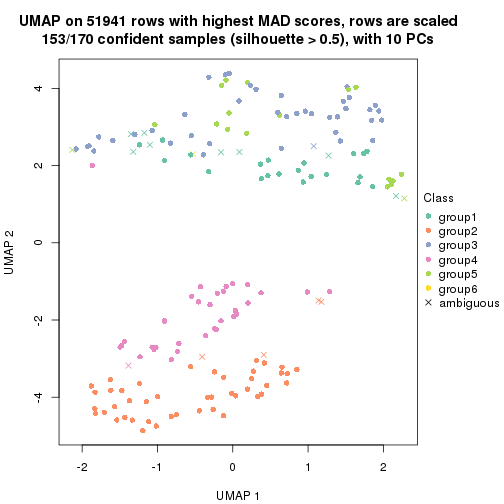 UMAP on 51941 rows with highest MAD scores, rows are scaled
153/170 confident samples (silhouette > 0.5), with 10 PCs
4
2
0
-2
-4
UMAP 2
-2
-1
0
1
2
UMAP 1
Class
group1
group2
group3
group4
group5
group6
ambiguous